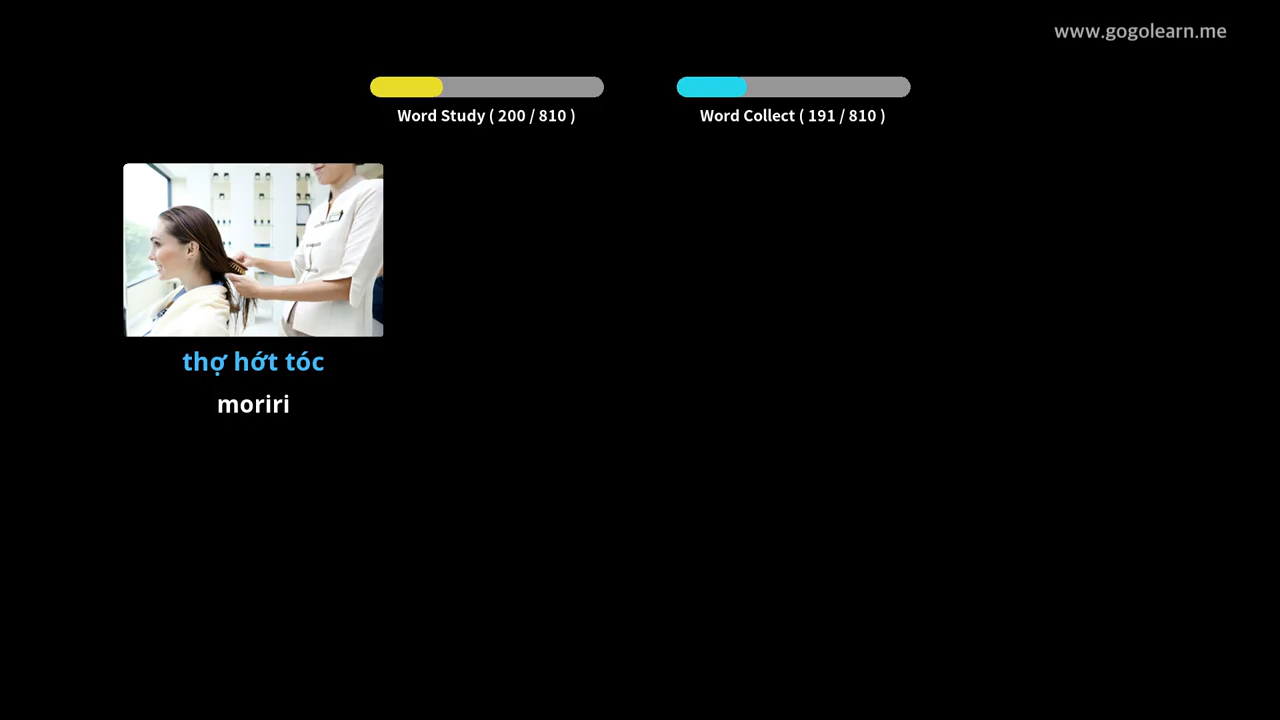 www.gogolearn.me
Word Study ( 200 / 810 )
Word Collect ( 191 / 810 )
thợ hớt tóc
moriri